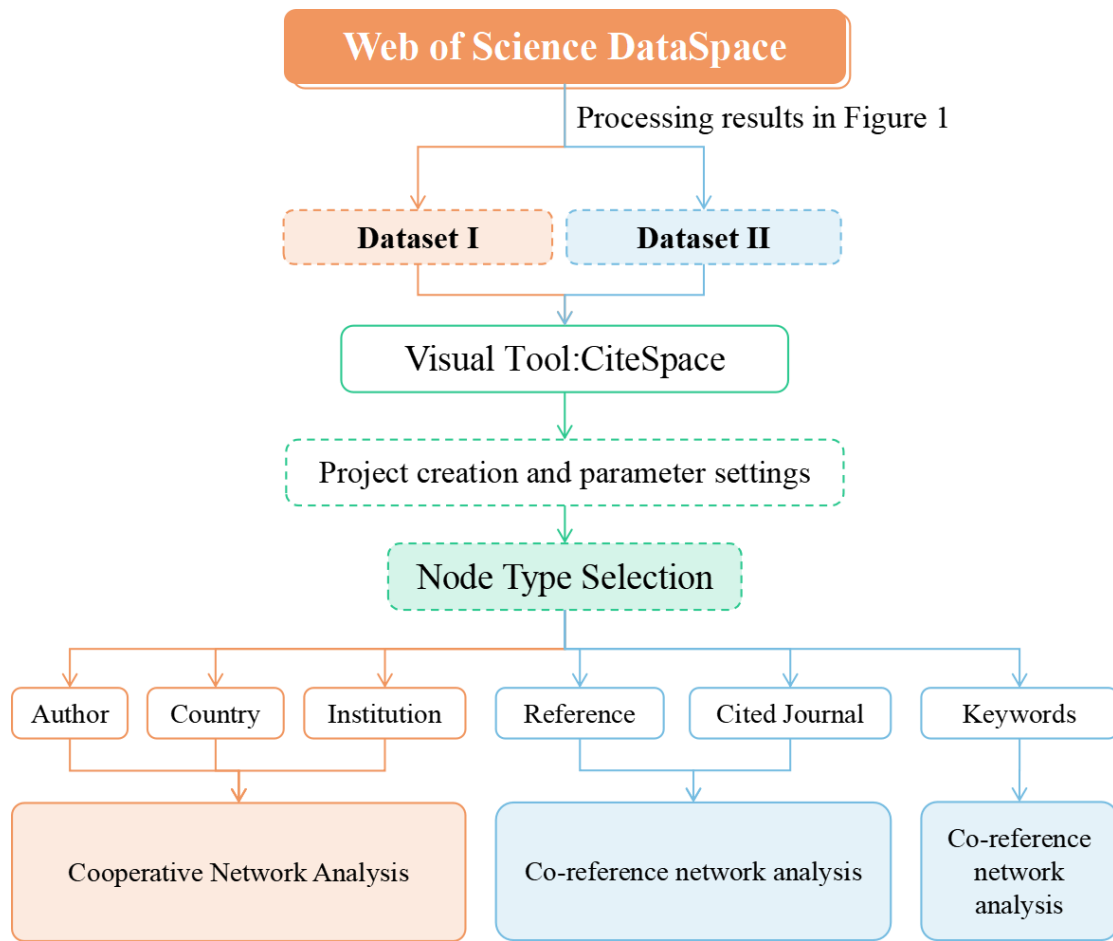 Web of Science DataSpace
Processing results in Figure 1
Dataset I
Dataset II
Visual Tool:CiteSpace
Project creation and parameter settings
Node Type Selection
Author
Country
Institution
Reference
Cited Journal
Keywords
Cooperative Network Analysis
Co-reference network analysis
Co-reference
network
analysis